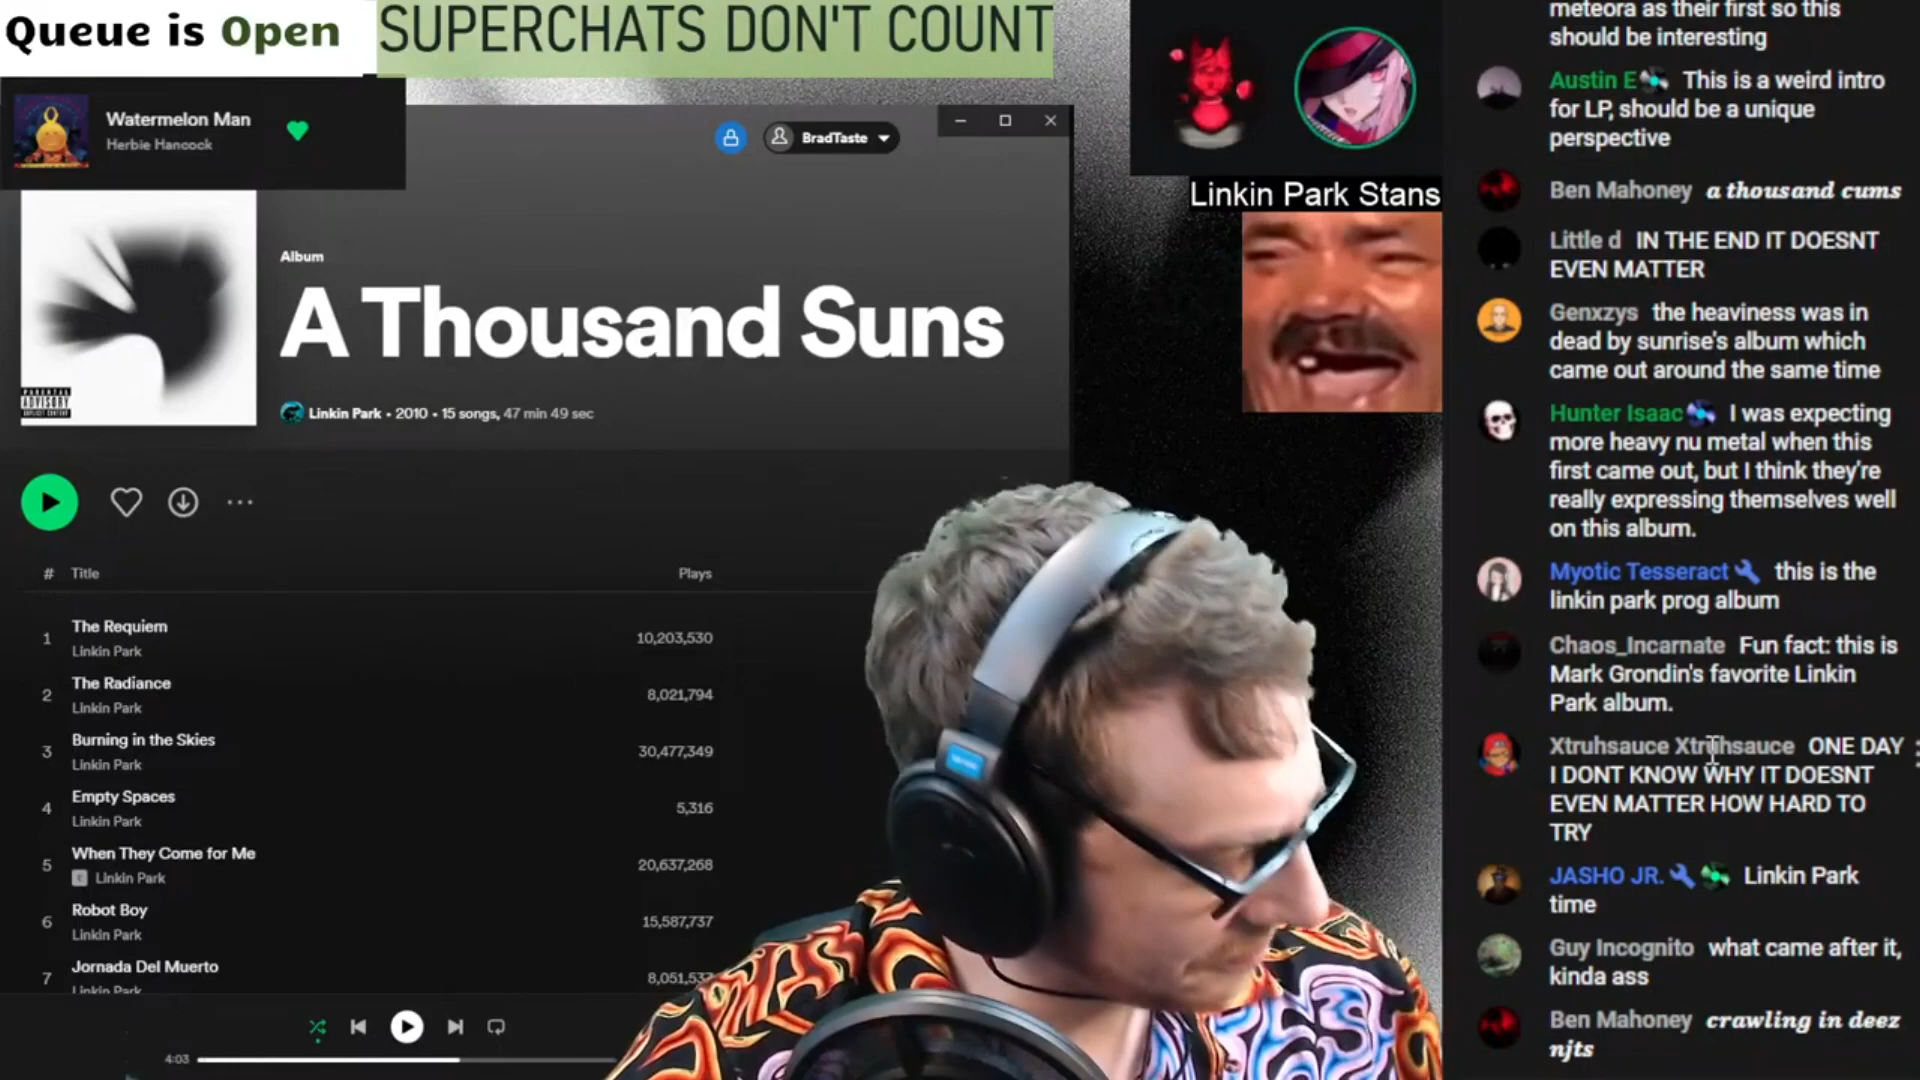 Queue is Open
SUPERCHATS DON'T COUNT
Watermelon Man
Herbie Hancock
BradTaste
Album
A Thousand Suns
Linkin Park • 2010 • 15 songs, 47 min 49 sec
PARENTAL
ADVISORY
EXPLICIT CONTENT
# Title Plays
1 The Requiem 10,203,530
Linkin Park
2 The Radiance 8,021,794
Linkin Park
3 Burning in the Skies 30,477,349
Linkin Park
4 Empty Spaces 5,316
Linkin Park
5 When They Come for Me 20,637,268
E Linkin Park
6 Robot Boy 15,587,737
Linkin Park
7 Jornada Del Muerto 8,051,537
Linkin Park
4:03
Linkin Park Stans
meteora as their first so this
should be interesting
Austin E This is a weird intro
for LP, should be a unique
perspective
Ben Mahoney a thousand cums
Little d IN THE END IT DOESNT
EVEN MATTER
Genxzys the heaviness was in
dead by sunrise's album which
came out around the same time
Hunter Isaac I was expecting
more heavy nu metal when this
first came out, but I think they're
really expressing themselves well
on this album.
Myotic Tesseract this is the
linkin park prog album
Chaos_Incarnate Fun fact: this is
Mark Grondin's favorite Linkin
Park album.
Xtruhsauce Xtruhsauce ONE DAY
I DONT KNOW WHY IT DOESNT
EVEN MATTER HOW HARD TO
TRY
JASHO JR. Linkin Park
time
Guy Incognito what came after it,
kinda ass
Ben Mahoney crawling in deez
njts